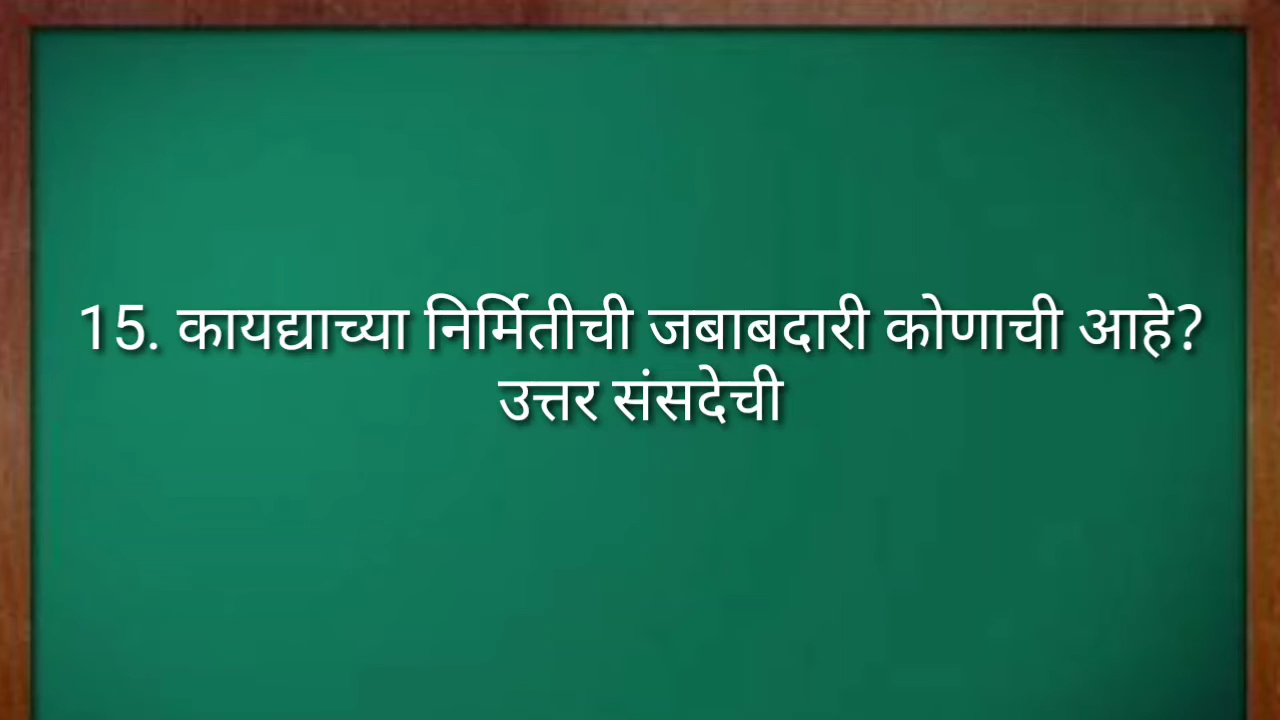 15. कायद्याच्या निर्मितीची जबाबदारी कोणाची आहे?
उत्तर संसदेची